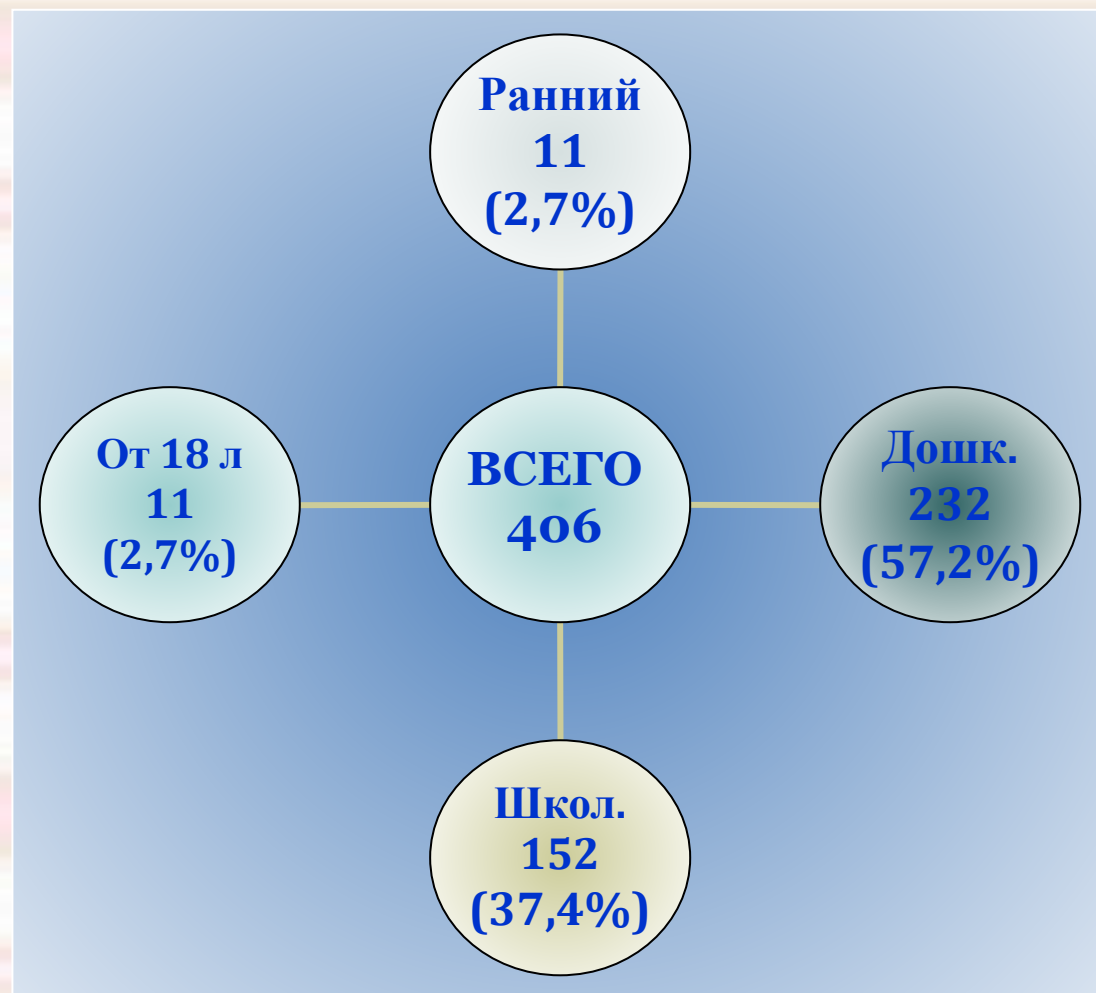 Ранний
11
(2,7%)
От 18 л
11
(2,7%)
ВСЕГО
406
Дошк.
232
(57,2%)
Школ.
152
(37,4%)